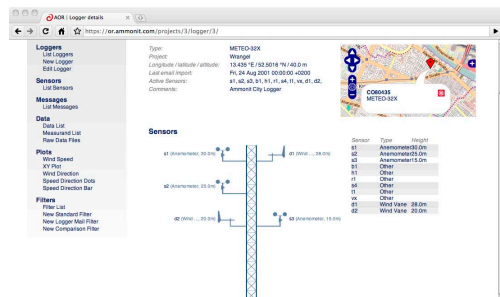 AOR | Logger details
https://or.ammonit.com/projects/3/logger/3/
Loggers
List Loggers
New Logger
Edit Logger
Sensors
List Sensors
Messages
List Messages
Data
Data List
Measurand List
Raw Data Files
Plots
Wind Speed
XY Plot
Wind Direction
Speed Direction Dots
Speed Direction Bar
Filters
Filter List
New Standard Filter
New Logger Mail Filter
New Comparison Filter
Type: METEO-32X
Project: Wrangel
Longitude / latitude / altitude: 13.435 °E / 52.5016 °N / 40.0 m
Last email import: Fri, 24 Aug 2001 00:00:00 +0200
Active Sensors: s1, s2, s3, b1, h1, r1, s4, t1, vx, d1, d2,
Comments: Ammonit City Logger
CO80435
METEO-32X
Sensors
s1 (Anemometer, 30.0m)
d1 (Wind ..., 28.0m)
s2 (Anemometer, 25.0m)
d2 (Wind ..., 20.0m)
s3 (Anemometer, 15.0m)
Sensor Type Height
s1 Anemometer 30.0m
s2 Anemometer 25.0m
s3 Anemometer 15.0m
b1 Other
h1 Other
r1 Other
s4 Other
t1 Other
vx Other
d1 Wind Vane 28.0m
d2 Wind Vane 20.0m